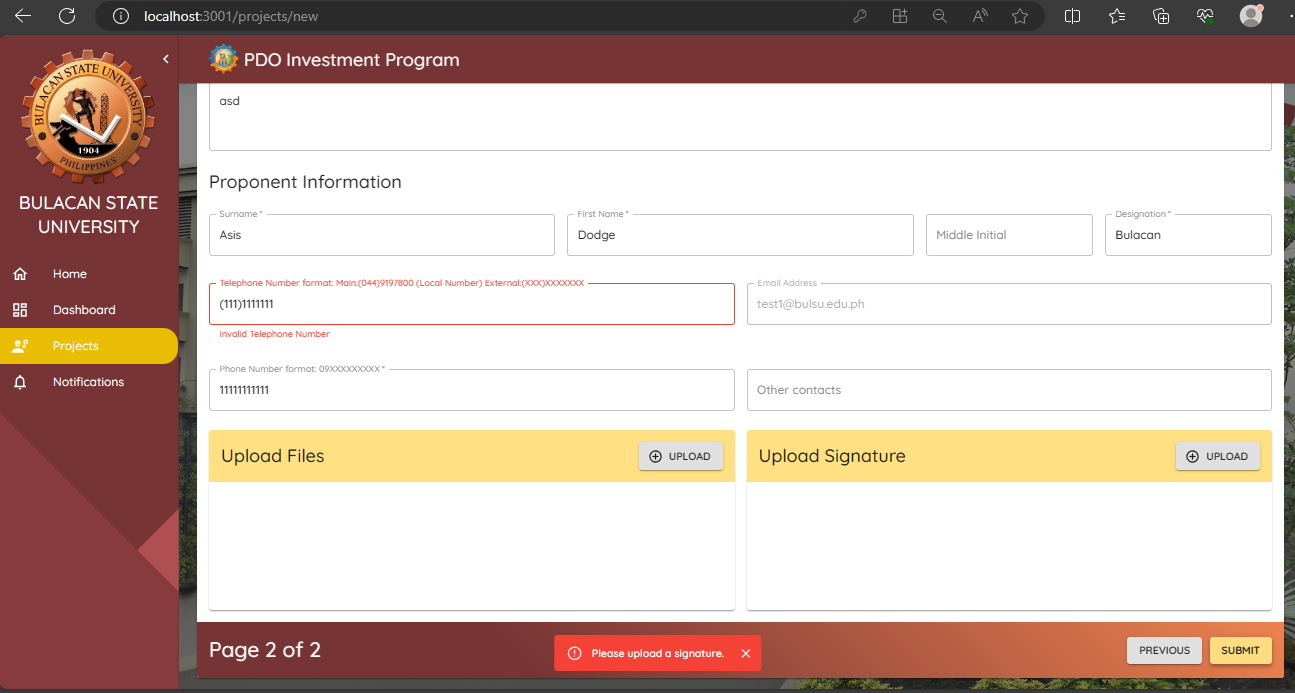 localhost:3001/projects/new
BULACAN STATE UNIVERSITY
1904
PHILIPPINES
BULACAN STATE
UNIVERSITY
Home
Dashboard
Projects
Notifications
PDO Investment Program
asd
Proponent Information
Surname *
Asis
First Name *
Dodge
Middle Initial
Designation *
Bulacan
Telephone Number format: Main:(044)9197800 (Local Number) External:(XXX)XXXXXXX
(111)1111111
Invalid Telephone Number
Email Address
test1@bulsu.edu.ph
Phone Number format: 09XXXXXXXXX *
11111111111
Other contacts
Upload Files
UPLOAD
Upload Signature
UPLOAD
Page 2 of 2
Please upload a signature.
PREVIOUS
SUBMIT